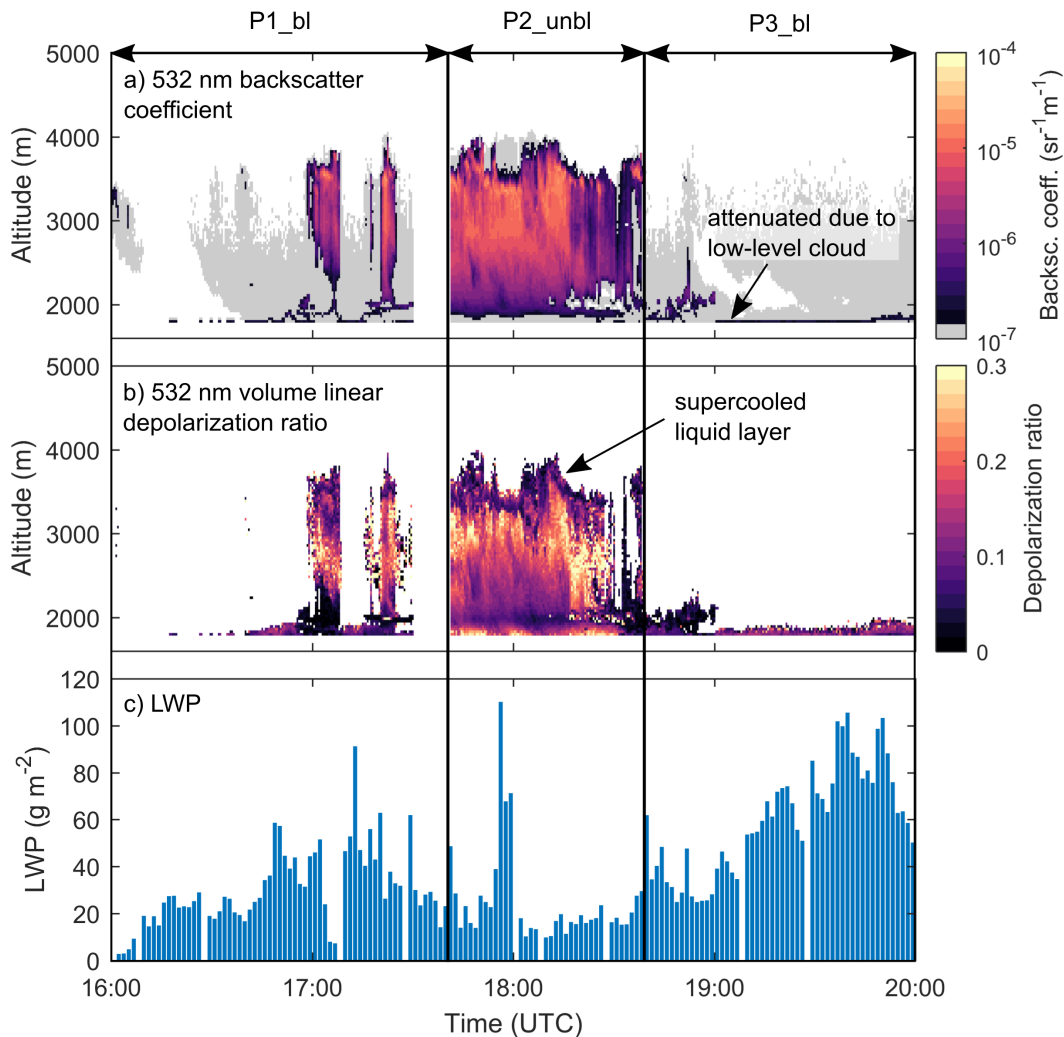 P1_bl P2_unbl P3_bl
a) 532 nm backscatter
coefficient
5000
4000
3000
2000
Altitude (m)
attenuated due to
low-level cloud
10⁻⁴
10⁻⁵
10⁻⁶
10⁻⁷
Backsc. coeff. (sr⁻¹m⁻¹)
b) 532 nm volume linear
depolarization ratio
5000
4000
3000
2000
Altitude (m)
supercooled
liquid layer
0.3
0.2
0.1
0
Depolarization ratio
c) LWP
120
100
80
60
40
20
0
LWP (g m⁻²)
16:00 17:00 18:00 19:00 20:00
Time (UTC)